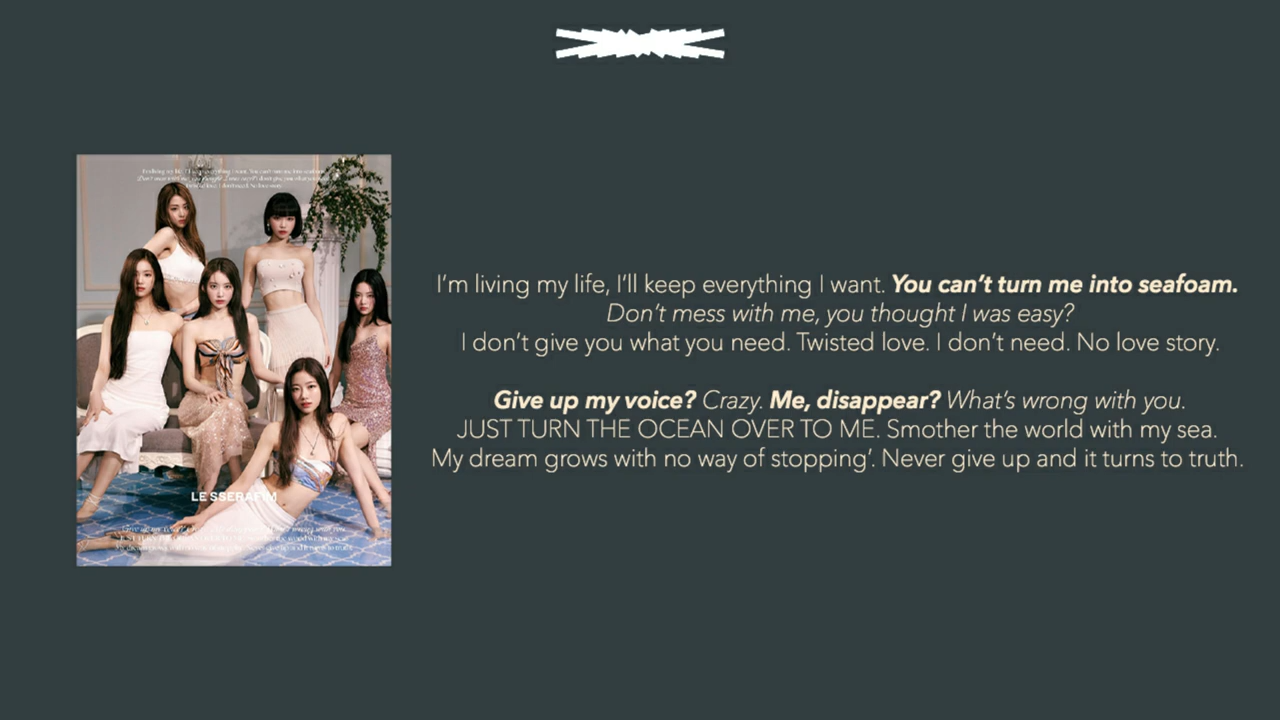 LE SSERAFIM
I'm living my life, I'll keep everything I want. You can't turn me into seafoam.
Don't mess with me, you thought I was easy?
I don't give you what you need. Twisted love. I don't need. No love story.
Give up my voice? Crazy. Me, disappear? What's wrong with you.
JUST TURN THE OCEAN OVER TO ME. Smother the world with my sea.
My dream grows with no way of stopping'. Never give up and it turns to truth.